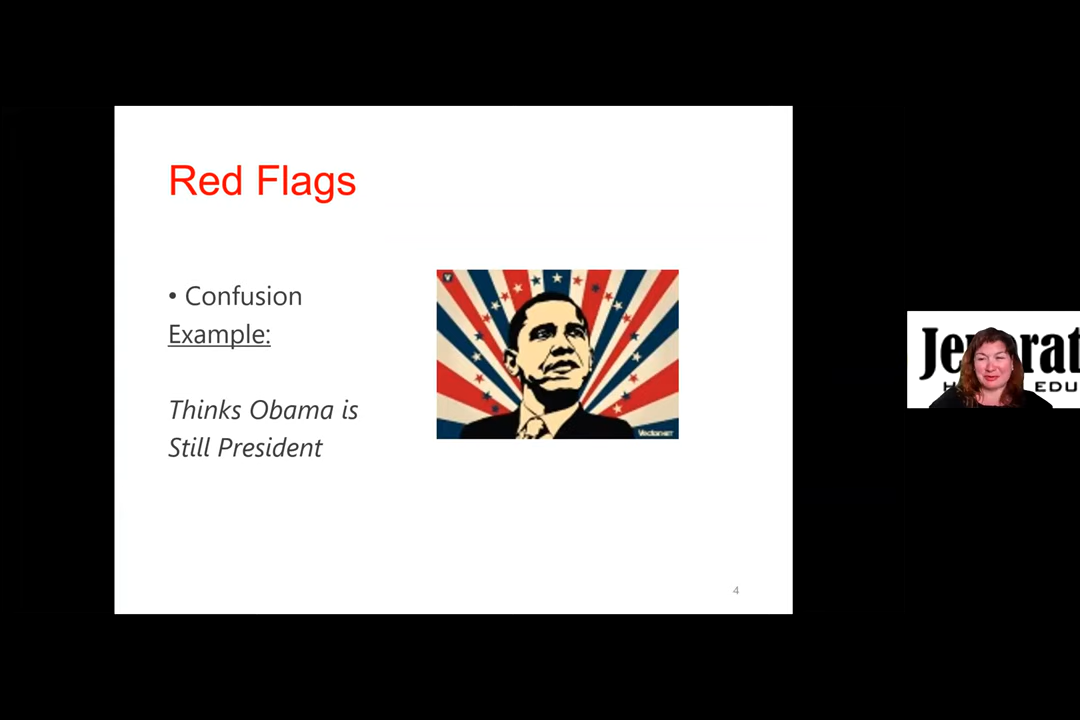 Red Flags
• Confusion
Example:
Thinks Obama is
Still President
4